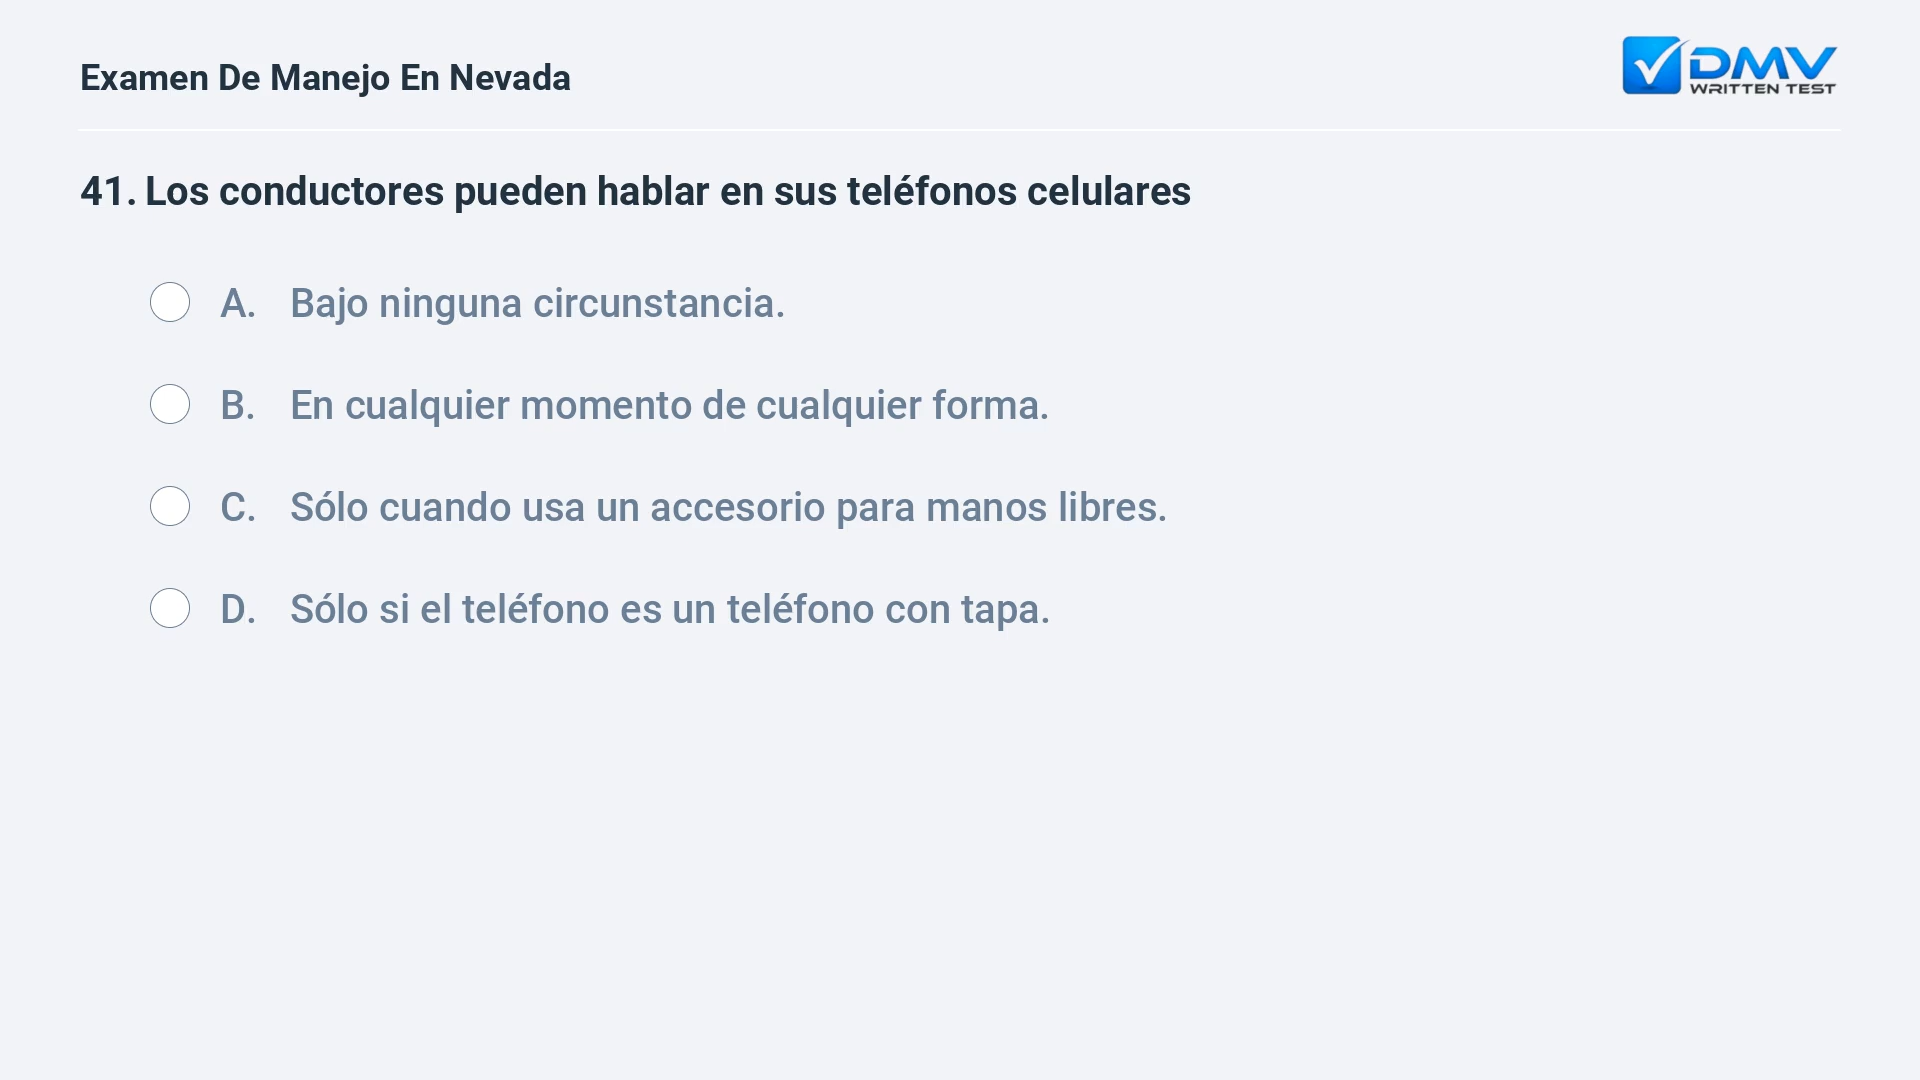 Examen De Manejo En Nevada
DMV
WRITTEN TEST
41. Los conductores pueden hablar en sus teléfonos celulares
A. Bajo ninguna circunstancia.
B. En cualquier momento de cualquier forma.
C. Sólo cuando usa un accesorio para manos libres.
D. Sólo si el teléfono es un teléfono con tapa.